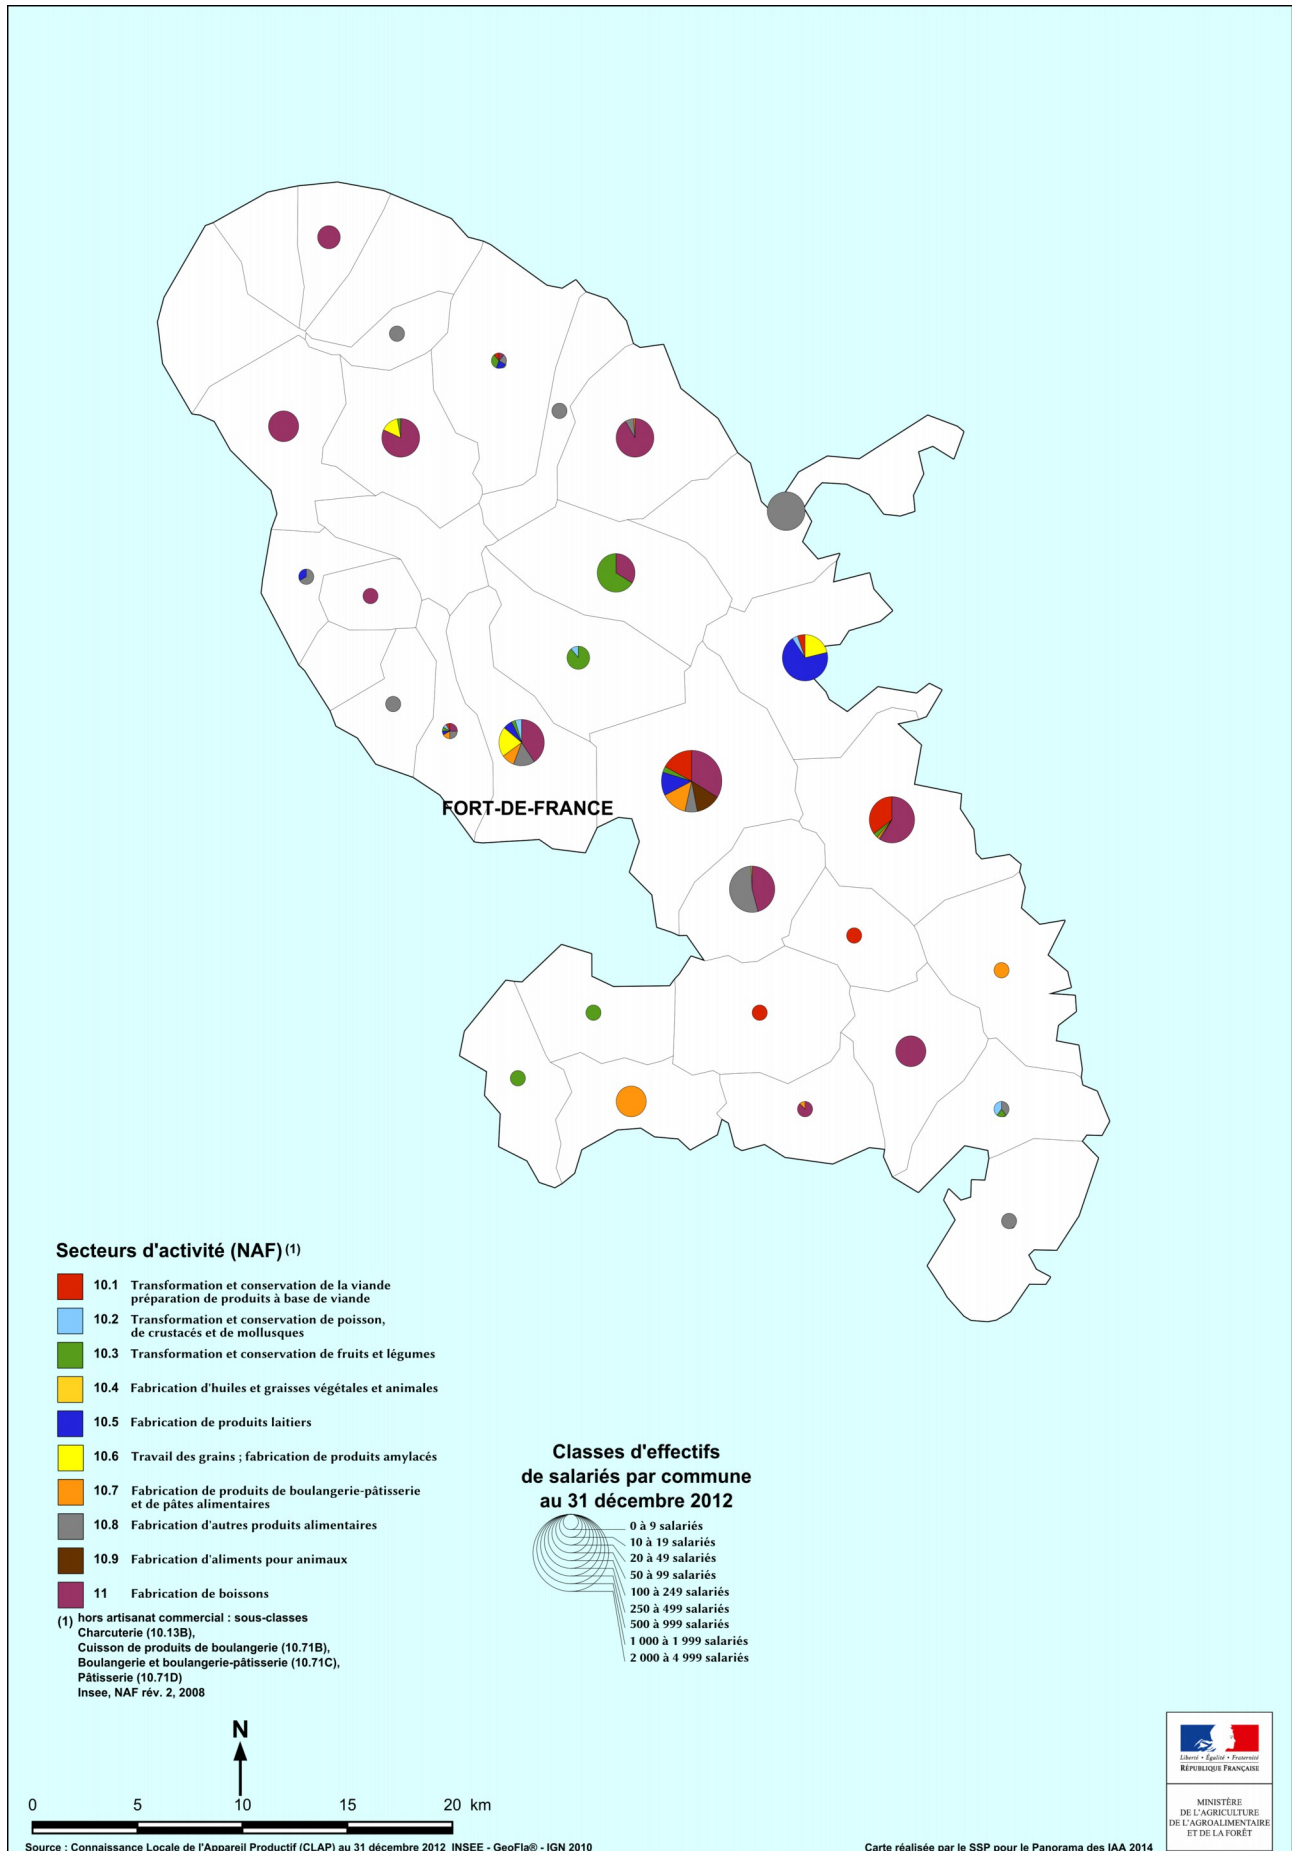 FORT-DE-FRANCE
Secteurs d'activité (NAF) (1)
10.1 Transformation et conservation de la viande
préparation de produits à base de viande
10.2 Transformation et conservation de poisson,
de crustacés et de mollusques
10.3 Transformation et conservation de fruits et légumes
10.4 Fabrication d'huiles et graisses végétales et animales
10.5 Fabrication de produits laitiers
10.6 Travail des grains ; fabrication de produits amylacés
10.7 Fabrication de produits de boulangerie-pâtisserie
et de pâtes alimentaires
10.8 Fabrication d'autres produits alimentaires
10.9 Fabrication d'aliments pour animaux
11 Fabrication de boissons
(1) hors artisanat commercial : sous-classes
Charcuterie (10.13B),
Cuisson de produits de boulangerie (10.71B),
Boulangerie et boulangerie-pâtisserie (10.71C),
Pâtisserie (10.71D)
Insee, NAF rév. 2, 2008
Classes d'effectifs
de salariés par commune
au 31 décembre 2012
0 à 9 salariés
10 à 19 salariés
20 à 49 salariés
50 à 99 salariés
100 à 249 salariés
250 à 499 salariés
500 à 999 salariés
1 000 à 1 999 salariés
2 000 à 4 999 salariés
N
0 5 10 15 20 km
Source : Connaissance Locale de l'Appareil Productif (CLAP) au 31 décembre 2012 INSEE - GeoFla® - IGN 2010
Carte réalisée par le SSP pour le Panorama des IAA 2014
Liberté • Égalité • Fraternité
RÉPUBLIQUE FRANÇAISE
MINISTÈRE
DE L'AGRICULTURE
DE L'AGROALIMENTAIRE
ET DE LA FORÊT